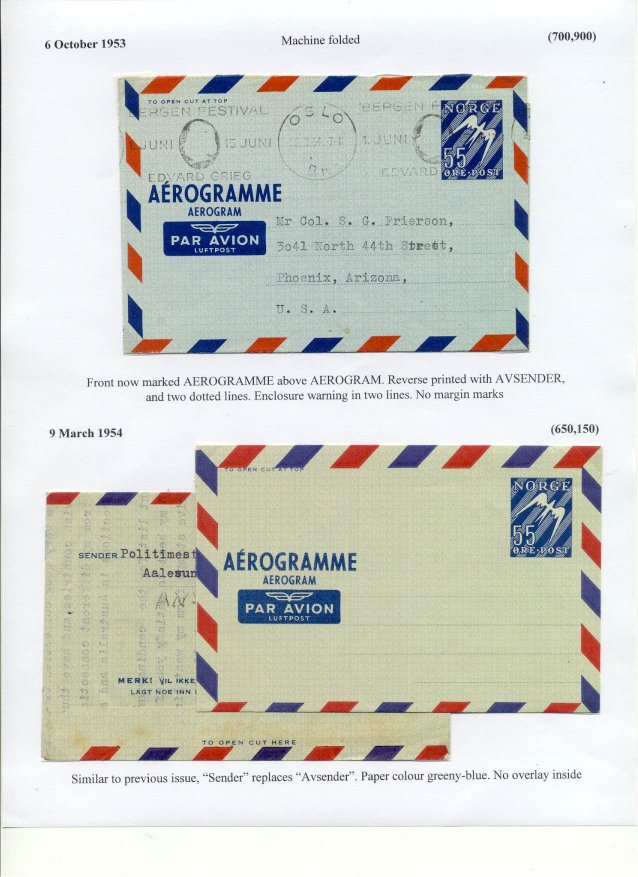 6 October 1953
Machine folded
(700,900)
TO OPEN CUT AT TOP
BERGEN FESTIVAL
BERGEN F
OSLO
NORGE
1. JUNI
15 JUNI
1. JUNI
Br.
EDVARD GRIEG
EDVARD
55
ØRE·POST
AÉROGRAMME
AEROGRAM
PAR AVION
LUFTPOST
Mr Col. S. G. Frierson,
3o41 North 44th Street,
Phoenix, Arizona,
U. S. A.
Front now marked AEROGRAMME above AEROGRAM. Reverse printed with AVSENDER,
and two dotted lines. Enclosure warning in two lines. No margin marks
9 March 1954
(650,150)
TO OPEN CUT AT TOP
NORGE
55
ØRE·POST
AÉROGRAMME
AEROGRAM
PAR AVION
LUFTPOST
SENDER Politimest
Aalesun
MERK! VIL IKKE
LAGT NOE INN I
TO OPEN CUT HERE
Similar to previous issue, “Sender” replaces “Avsender”. Paper colour greeny-blue. No overlay inside